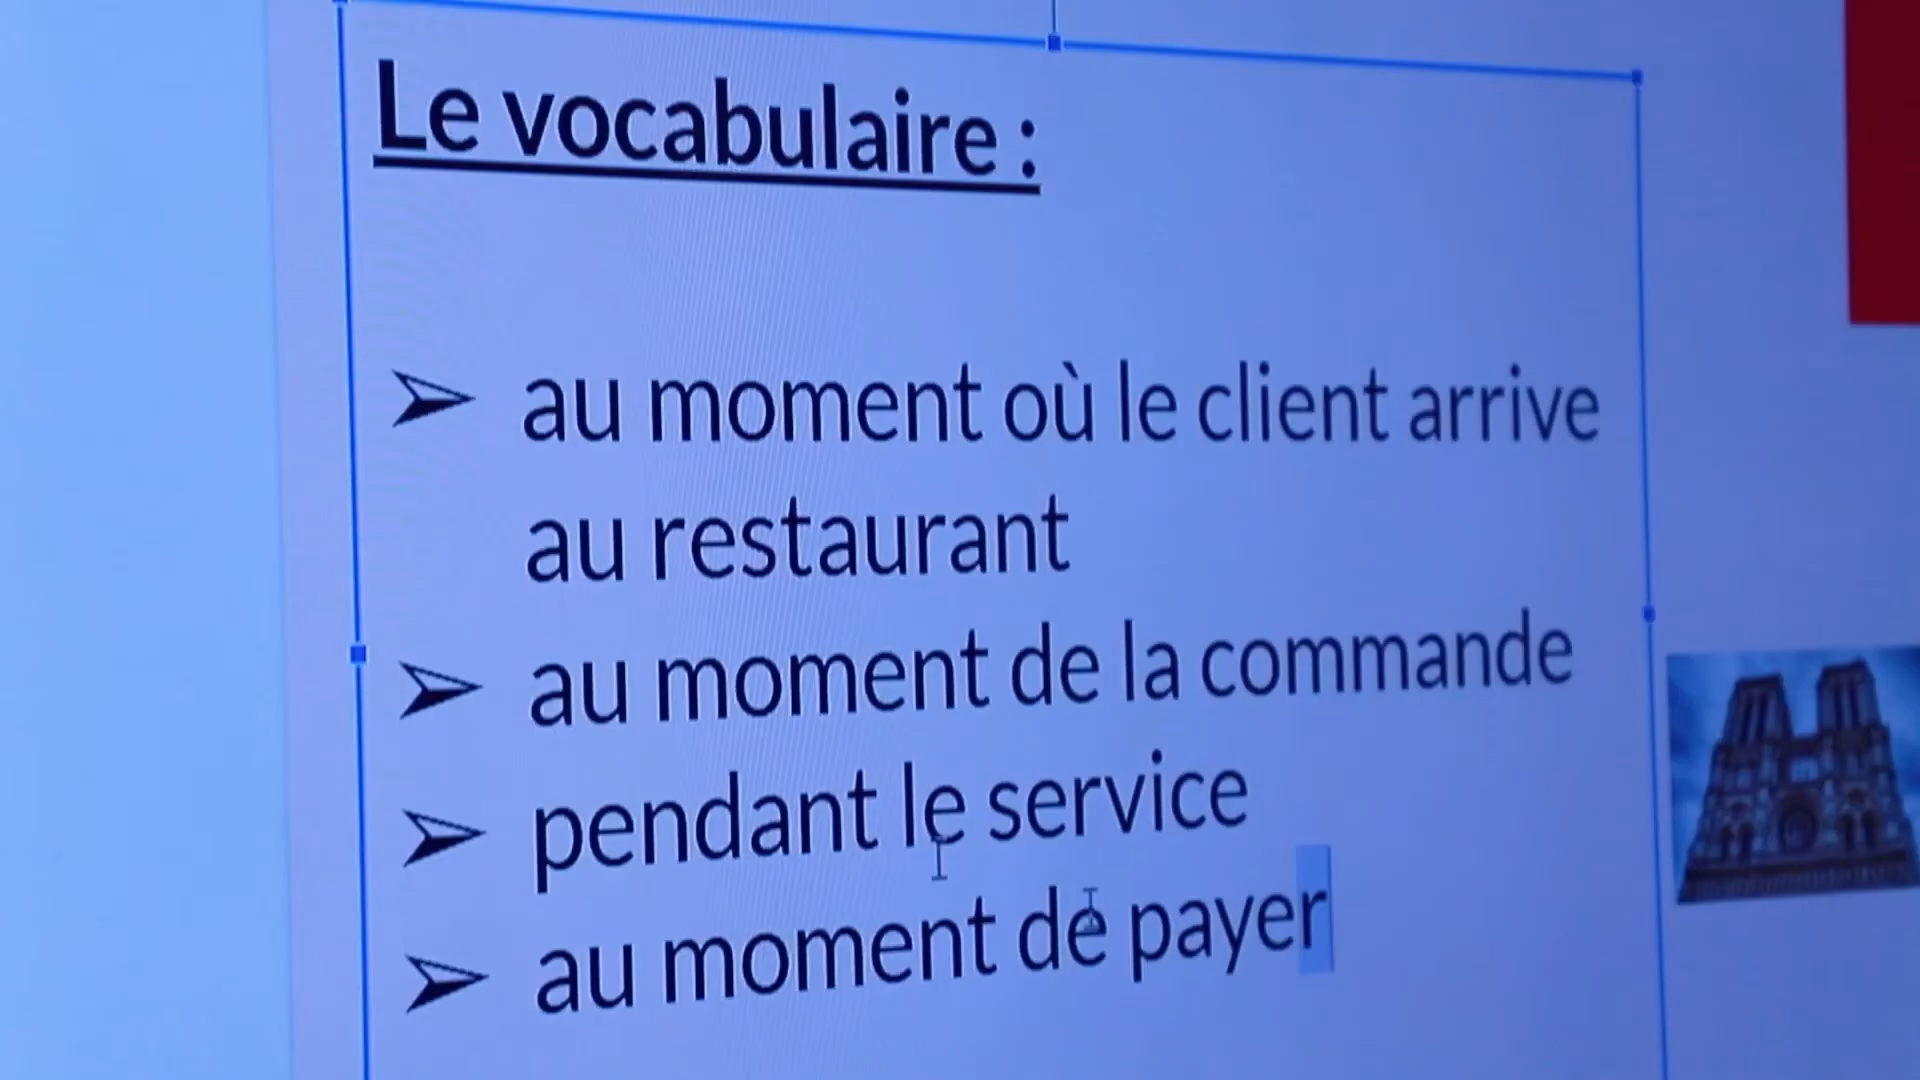 Le vocabulaire :
➢ au moment où le client arrive
au restaurant
➢ au moment de la commande
➢ pendant le service
➢ au moment de payer